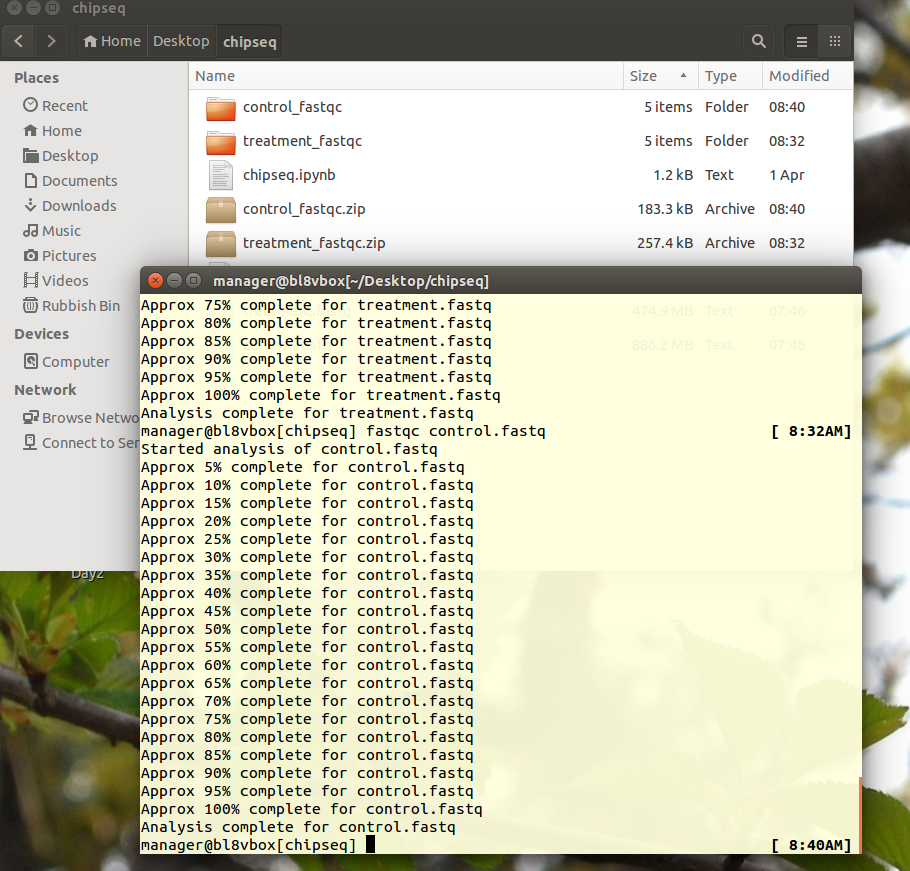 chipseq
Home Desktop chipseq
Places
Recent
Home
Desktop
Documents
Downloads
Music
Pictures
Videos
Rubbish Bin
Devices
Computer
Network
Browse Netwo
Connect to Ser
Name Size Type Modified
control_fastqc 5 items Folder 08:40
treatment_fastqc 5 items Folder 08:32
chipseq.ipynb 1.2 kB Text 1 Apr
control_fastqc.zip 183.3 kB Archive 08:40
treatment_fastqc.zip 257.4 kB Archive 08:32
474.9 MB Text 07:46
886.2 MB Text 07:46
Day2
manager@bl8vbox[~/Desktop/chipseq]
Approx 75% complete for treatment.fastq
Approx 80% complete for treatment.fastq
Approx 85% complete for treatment.fastq
Approx 90% complete for treatment.fastq
Approx 95% complete for treatment.fastq
Approx 100% complete for treatment.fastq
Analysis complete for treatment.fastq
manager@bl8vbox[chipseq] fastqc control.fastq [ 8:32AM]
Started analysis of control.fastq
Approx 5% complete for control.fastq
Approx 10% complete for control.fastq
Approx 15% complete for control.fastq
Approx 20% complete for control.fastq
Approx 25% complete for control.fastq
Approx 30% complete for control.fastq
Approx 35% complete for control.fastq
Approx 40% complete for control.fastq
Approx 45% complete for control.fastq
Approx 50% complete for control.fastq
Approx 55% complete for control.fastq
Approx 60% complete for control.fastq
Approx 65% complete for control.fastq
Approx 70% complete for control.fastq
Approx 75% complete for control.fastq
Approx 80% complete for control.fastq
Approx 85% complete for control.fastq
Approx 90% complete for control.fastq
Approx 95% complete for control.fastq
Approx 100% complete for control.fastq
Analysis complete for control.fastq
manager@bl8vbox[chipseq] [ 8:40AM]